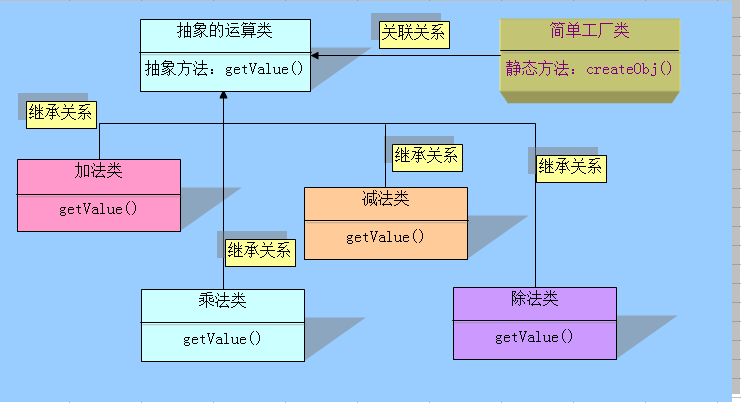 抽象的运算类
抽象方法：getValue()
关联关系
简单工厂类
静态方法：createObj()
继承关系
加法类
getValue()
继承关系
减法类
getValue()
继承关系
继承关系
乘法类
getValue()
除法类
getValue()